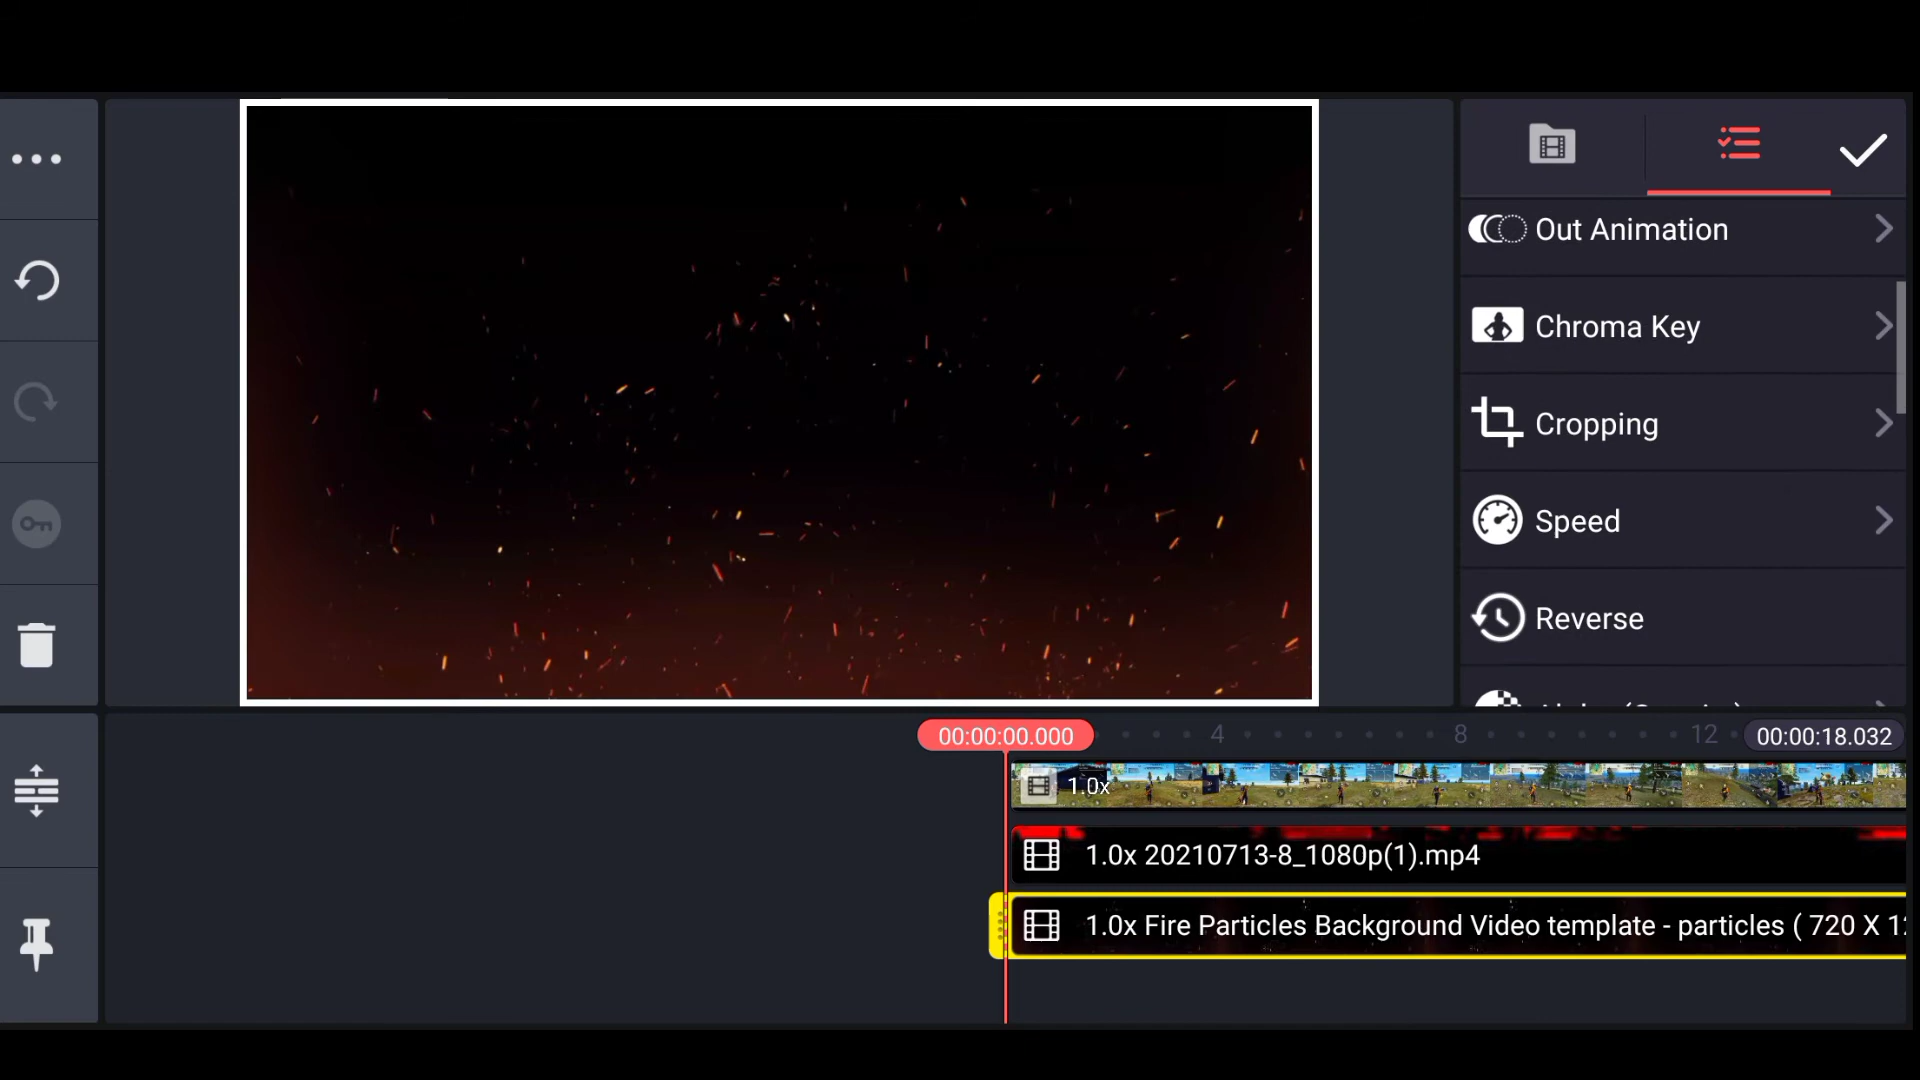 Out Animation
Chroma Key
Cropping
Speed
Reverse
00:00:00.000
4
8
12
00:00:18.032
1.0x
1.0x 20210713-8_1080p(1).mp4
1.0x Fire Particles Background Video template - particles ( 720 X 1